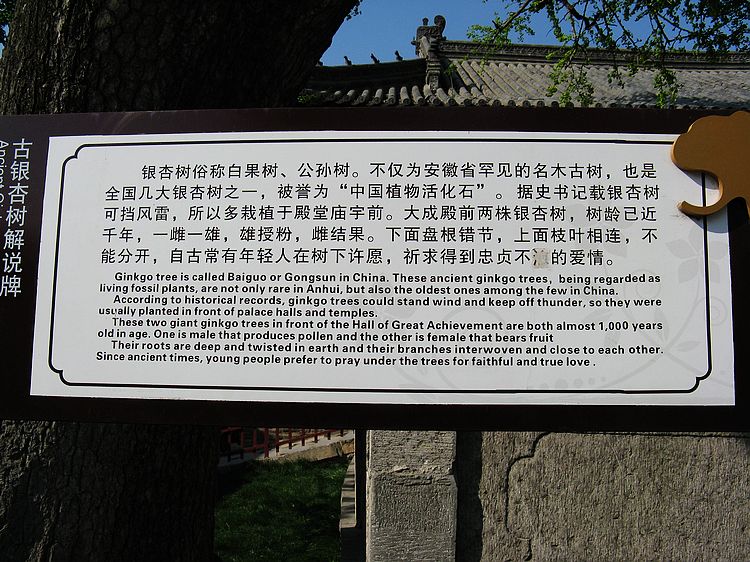 古银杏树解说牌
银杏树俗称白果树、公孙树。不仅为安徽省罕见的名木古树，也是
全国几大银杏树之一，被誉为“中国植物活化石”。据史书记载银杏树
可挡风雷，所以多栽植于殿堂庙宇前。大成殿前两株银杏树，树龄已近
千年，一雌一雄，雄授粉，雌结果。下面盘根错节，上面枝叶相连，不
能分开，自古常有年轻人在树下许愿，祈求得到忠贞不渝的爱情。
Ginkgo tree is called Baiguo or Gongsun in China. These ancient ginkgo trees, being regarded as
living fossil plants, are not only rare in Anhui, but also the oldest ones among the few in China.
According to historical records, ginkgo trees could stand wind and keep off thunder, so they were
usually planted in front of palace halls and temples.
These two giant ginkgo trees in front of the Hall of Great Achievement are both almost 1,000 years
old in age. One is male that produces pollen and the other is female that bears fruit
Their roots are deep and twisted in earth and their branches interwoven and close to each other.
Since ancient times, young people prefer to pray under the trees for faithful and true love .